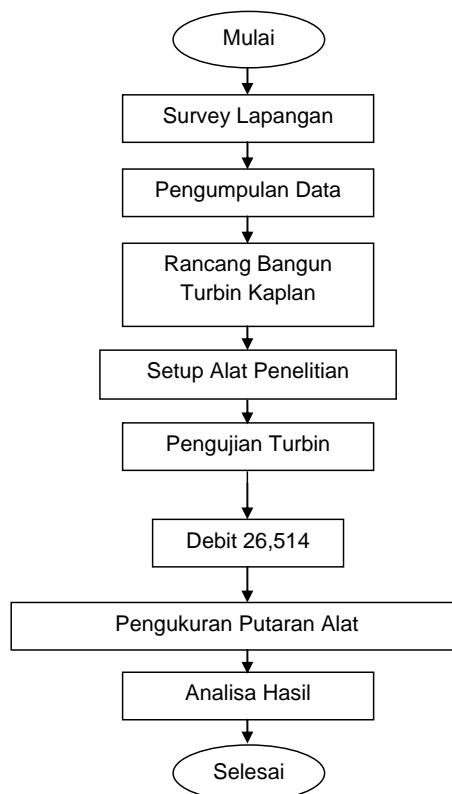 Mulai
Survey Lapangan
Pengumpulan Data
Rancang Bangun
Turbin Kaplan
Setup Alat Penelitian
Pengujian Turbin
Debit 26,514
Pengukuran Putaran Alat
Analisa Hasil
Selesai